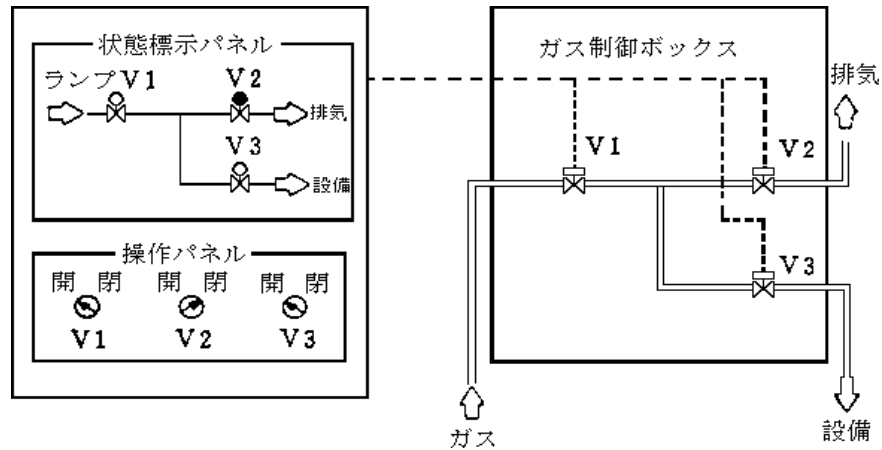 状態標示パネル
ランプV1
V2
排気
V3
設備
操作パネル
開 閉 開 閉 開 閉
V1 V2 V3
ガス制御ボックス
排気
V1
V2
V3
ガス
設備